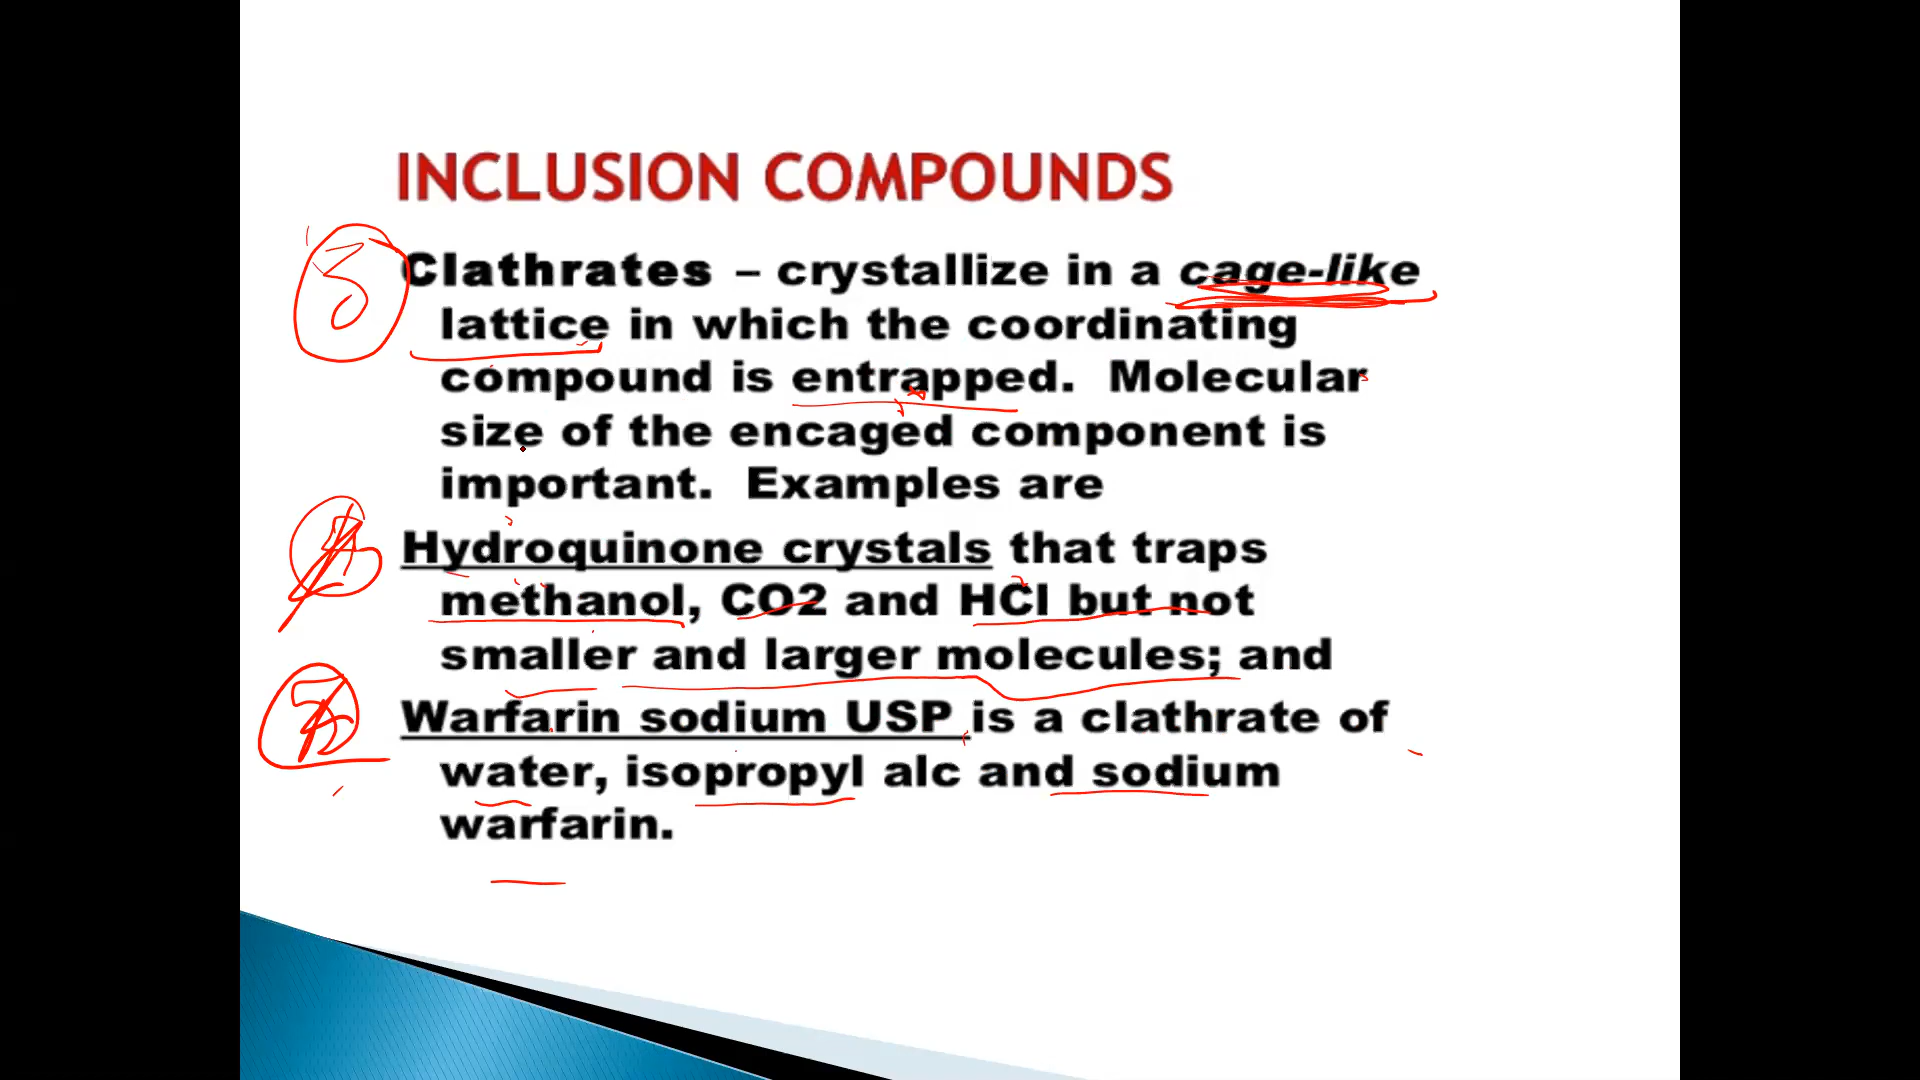 INCLUSION COMPOUNDS
Clathrates – crystallize in a cage-like
lattice in which the coordinating
compound is entrapped. Molecular
size of the encaged component is
important. Examples are
Hydroquinone crystals that traps
methanol, CO2 and HCl but not
smaller and larger molecules; and
Warfarin sodium USP is a clathrate of
water, isopropyl alc and sodium
warfarin.